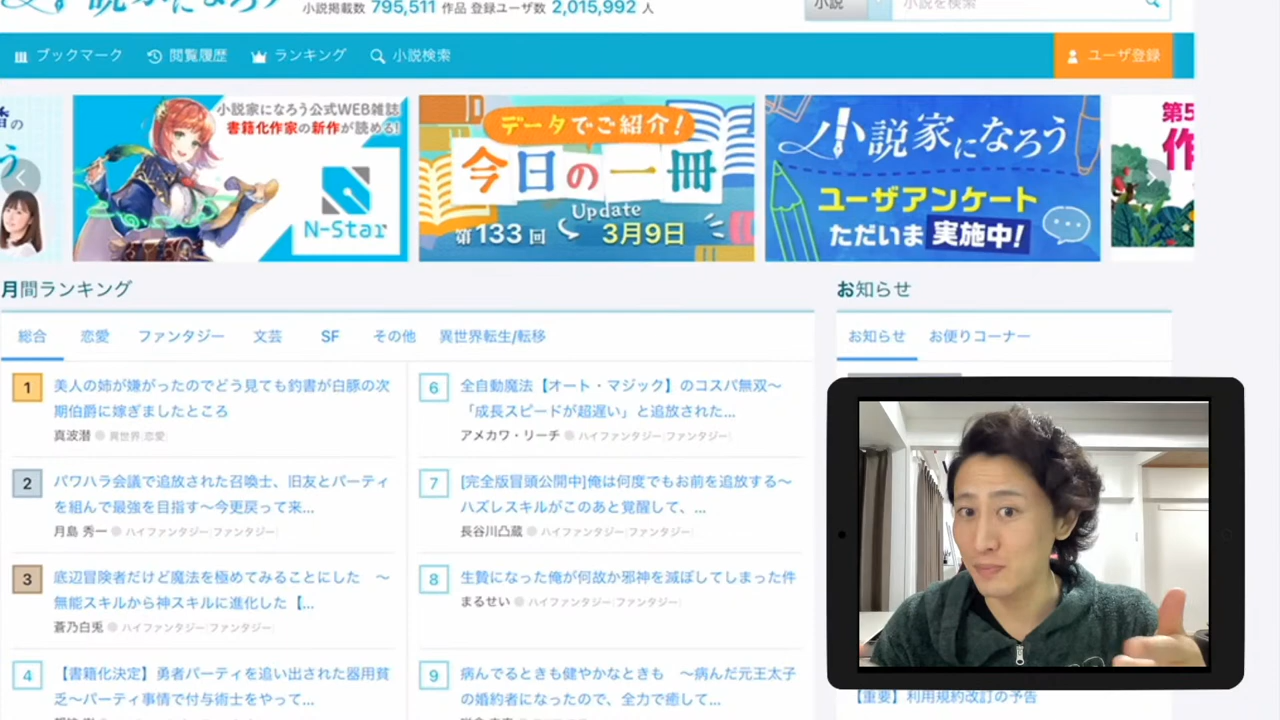 小説掲載数 795,511 作品 登録ユーザ数 2,015,992 人
小説
小説を検索
ブックマーク
閲覧履歴
ランキング
小説検索
ユーザ登録
小説家になろう公式WEB雑誌
書籍化作家の新作が読める!
N-Star
データでご紹介!
今日の一冊
Update
第133回
3月9日
小説家になろう
ユーザアンケート
ただいま 実施中!
第5
作
月間ランキング
総合
恋愛
ファンタジー
文芸
SF
その他
異世界転生/転移
1
美人の姉が嫌がったのでどう見ても釣書が白豚の次
期伯爵に嫁ぎましたところ
真波潜
異世界〔恋愛〕
2
パワハラ会議で追放された召喚士、旧友とパーティ
を組んで最強を目指す〜今更戻って来...
月島 秀一
ハイファンタジー〔ファンタジー〕
3
底辺冒険者だけど魔法を極めてみることにした 〜
無能スキルから神スキルに進化した【...
蒼乃白兎
ハイファンタジー〔ファンタジー〕
4
【書籍化決定】勇者パーティを追い出された器用貧
乏〜パーティ事情で付与術士をやって...
6
全自動魔法【オート・マジック】のコスパ無双〜
「成長スピードが超遅い」と追放された...
アメカワ・リーチ
ハイファンタジー〔ファンタジー〕
7
[完全版冒頭公開中]俺は何度でもお前を追放する〜
ハズレスキルがこのあと覚醒して、...
長谷川凸蔵
ハイファンタジー〔ファンタジー〕
8
生贄になった俺が何故か邪神を滅ぼしてしまった件
まるせい
ハイファンタジー〔ファンタジー〕
9
病んでるときも健やかなときも 〜病んだ元王太子
の婚約者になったので、全力で癒して...
お知らせ
お知らせ
お便りコーナー
【重要】利用規約改訂の予告